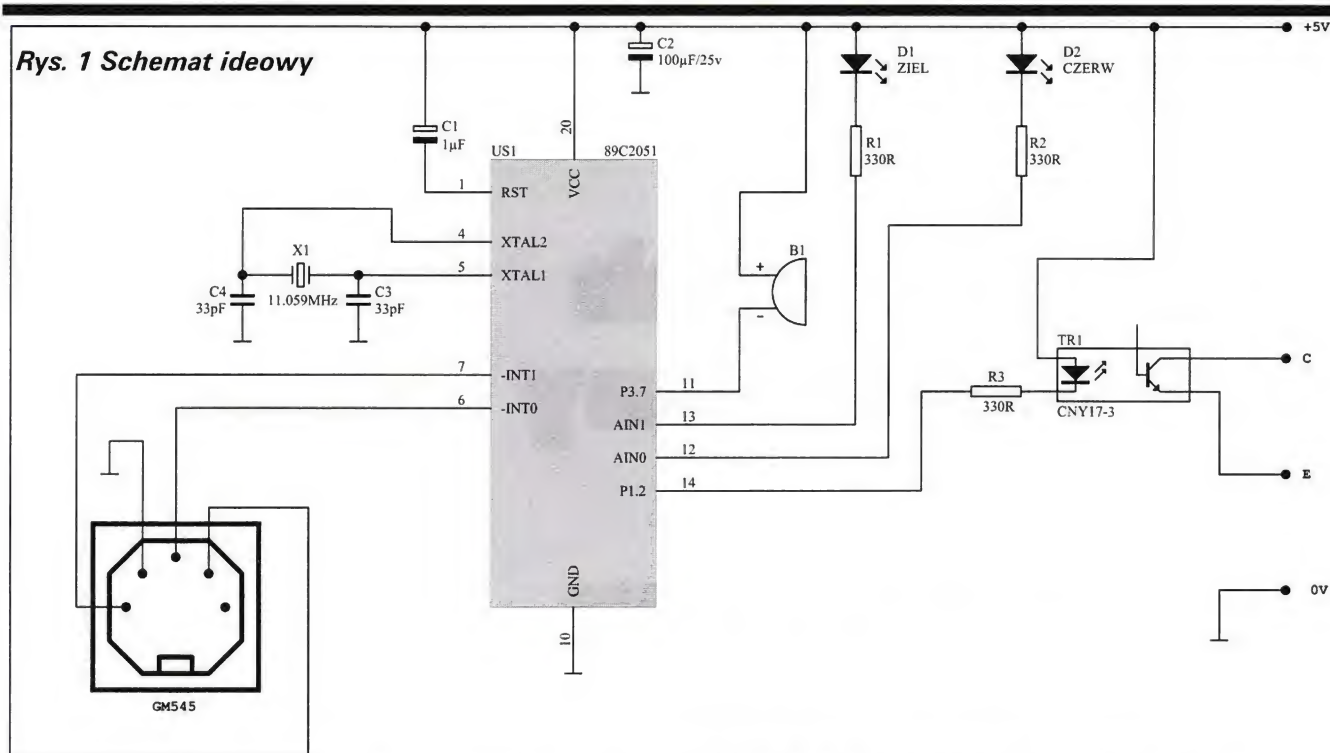 Rys. 1 Schemat ideowy
+5V
C2
100µF/25v
D1
ZIEL
D2
CZERW
C1
1µF
R1
330R
R2
330R
US1
89C2051
20
VCC
1
RST
4
XTAL2
5
XTAL1
X1
11.059MHz
C4
33pF
C3
33pF
B1
+
−
7
-INT1
6
-INT0
P3.7
11
AIN1
13
AIN0
12
P1.2
14
R3
330R
TR1
CNY17-3
C
E
0V
GND
10
GM545